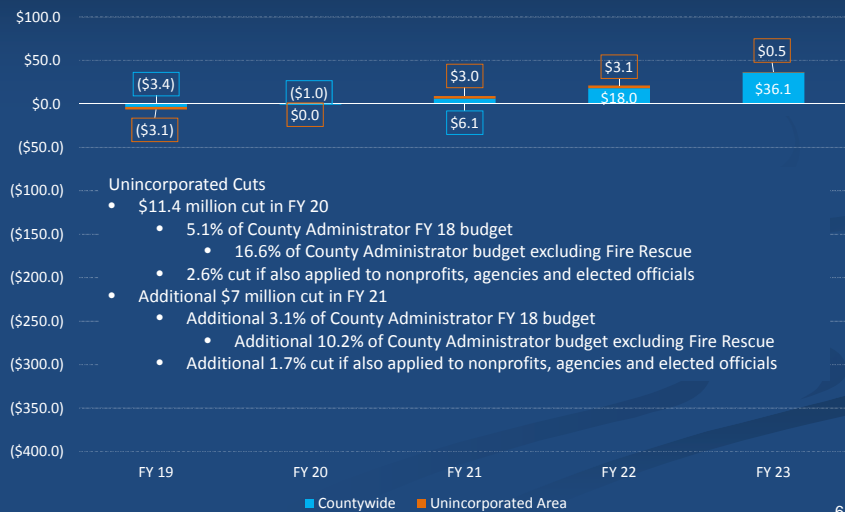 $100.0
$50.0
$0.0
($50.0)
($100.0)
($150.0)
($200.0)
($250.0)
($300.0)
($350.0)
($400.0)
($3.4)
($3.1)
($1.0)
$0.0
$3.0
$6.1
$3.1
$18.0
$0.5
$36.1
Unincorporated Cuts
• $11.4 million cut in FY 20
• 5.1% of County Administrator FY 18 budget
• 16.6% of County Administrator budget excluding Fire Rescue
• 2.6% cut if also applied to nonprofits, agencies and elected officials
• Additional $7 million cut in FY 21
• Additional 3.1% of County Administrator FY 18 budget
• Additional 10.2% of County Administrator budget excluding Fire Rescue
• Additional 1.7% cut if also applied to nonprofits, agencies and elected officials
FY 19 FY 20 FY 21 FY 22 FY 23
Countywide Unincorporated Area
6